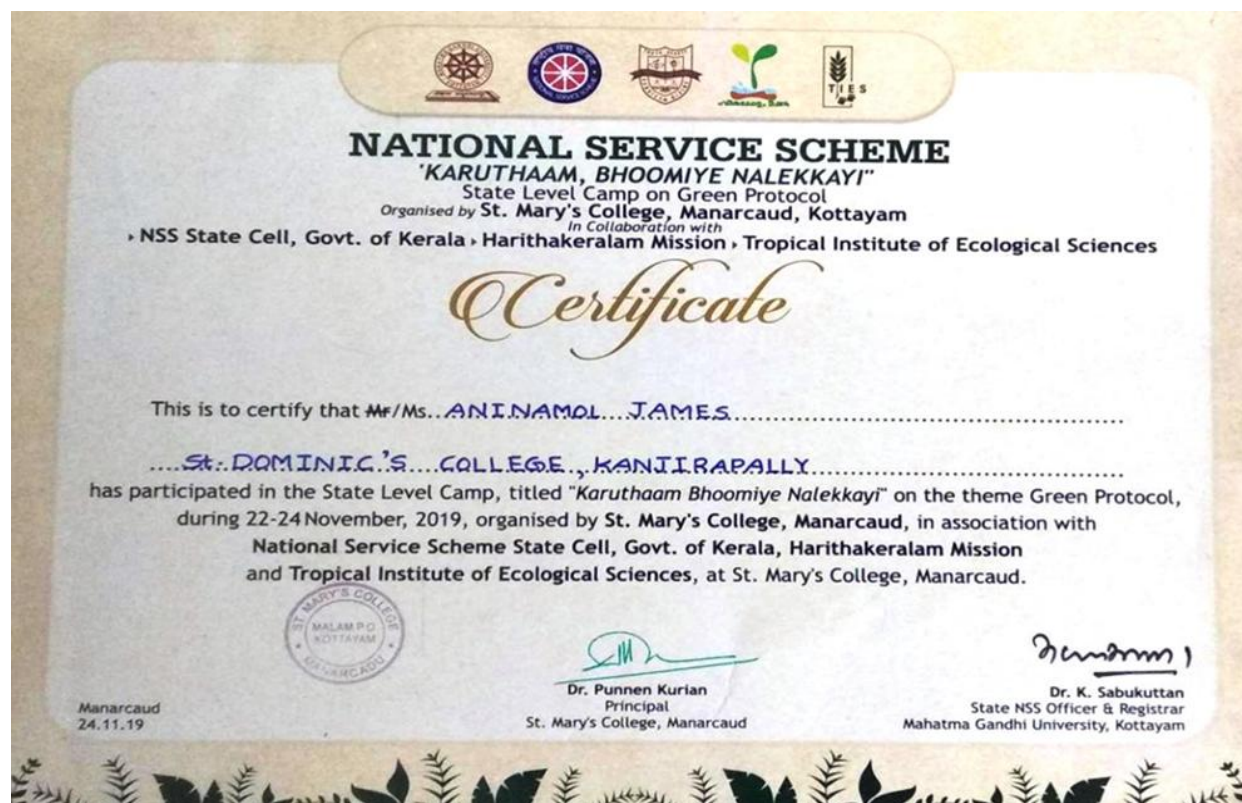 TIES
NATIONAL SERVICE SCHEME
'KARUTHAAM, BHOOMIYE NALEKKAYI"
State Level Camp on Green Protocol
Organised by St. Mary's College, Manarcaud, Kottayam
In Collaboration with
NSS State Cell, Govt. of Kerala Harithakeralam Mission Tropical Institute of Ecological Sciences
Certificate
This is to certify that Mr/Ms..ANINAMOL...JAMES
....St. DOMINIC'S....COLLEGE., KANJIRAPALLY
has participated in the State Level Camp, titled "Karuthaam Bhoomiye Nalekkayi" on the theme Green Protocol,
during 22-24 November, 2019, organised by St. Mary's College, Manarcaud, in association with
National Service Scheme State Cell, Govt. of Kerala, Harithakeralam Mission
and Tropical Institute of Ecological Sciences, at St. Mary's College, Manarcaud.
ST MARY'S COLLEGE
MALAM P.O
KOTTAYAM
MANARCADU
Dr. Punnen Kurian
Principal
St. Mary's College, Manarcaud
Dr. K. Sabukuttan
State NSS Officer & Registrar
Mahatma Gandhi University, Kottayam
Manarcaud
24.11.19